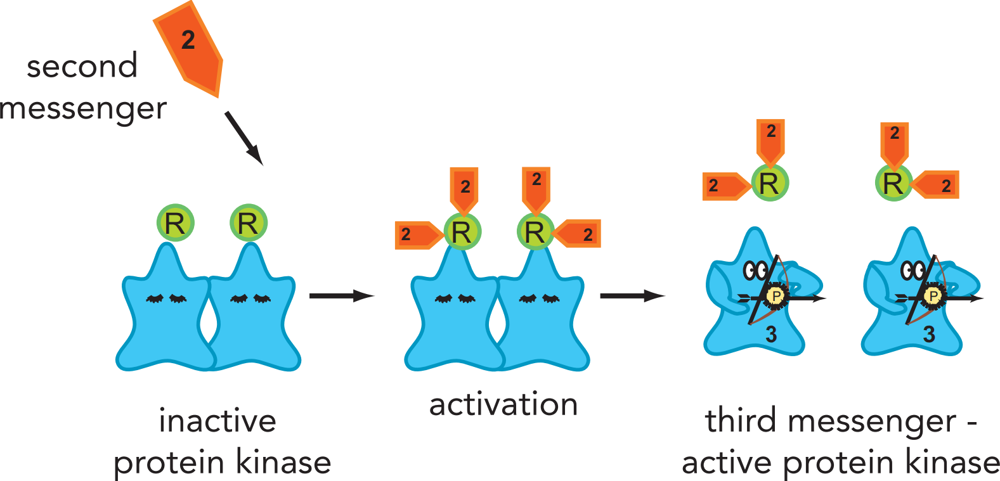 2
second
messenger
R R
inactive
protein kinase
2 2
2 R R 2
activation
2 2
2 R R 2
P P
3 3
third messenger -
active protein kinase